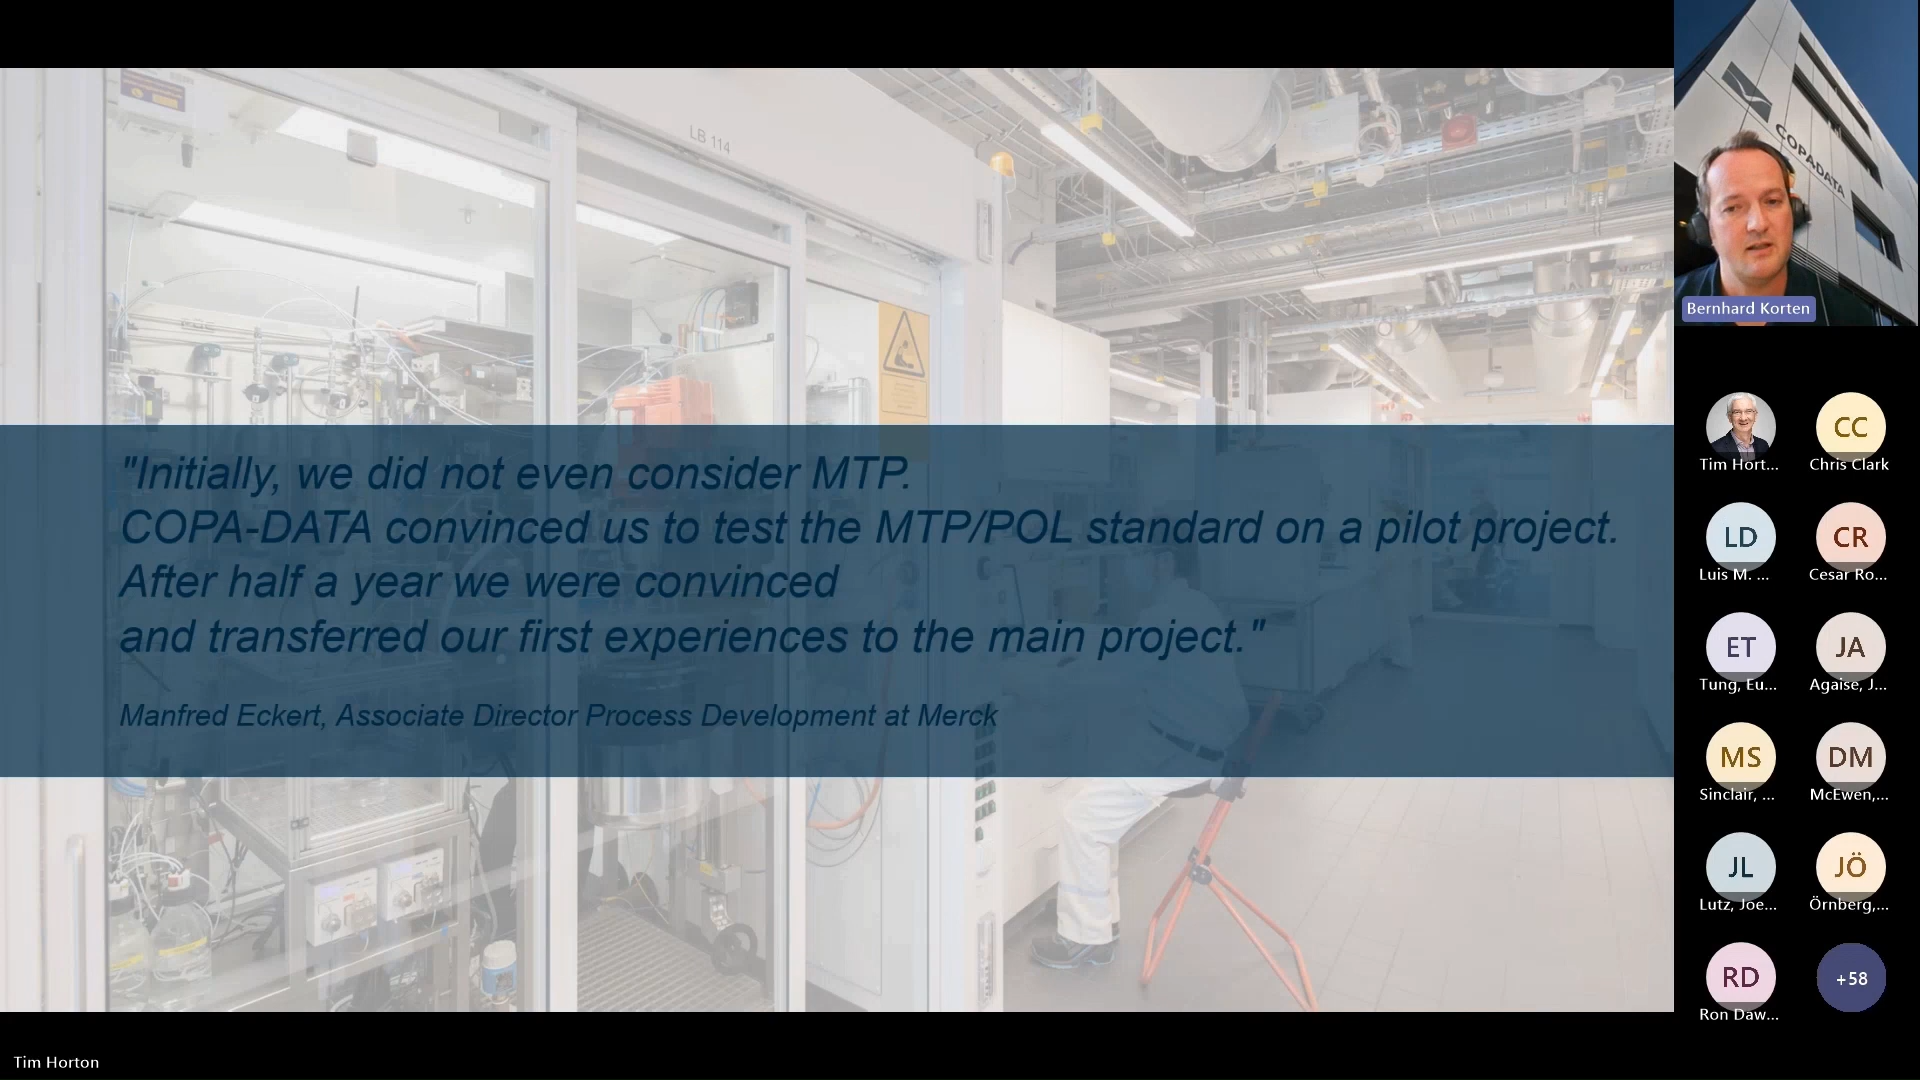 LB 114
"Initially, we did not even consider MTP.
COPA-DATA convinced us to test the MTP/POL standard on a pilot project.
After half a year we were convinced
and transferred our first experiences to the main project."
Manfred Eckert, Associate Director Process Development at Merck
COPADATA
Bernhard Korten
Tim Hort...
CC
Chris Clark
LD
Luis M. ...
CR
Cesar Ro...
ET
Tung, Eu...
JA
Agaise, J...
MS
Sinclair, ...
DM
McEwen,...
JL
Lutz, Joe...
JÖ
Örnberg,...
RD
Ron Daw...
+58
Tim Horton